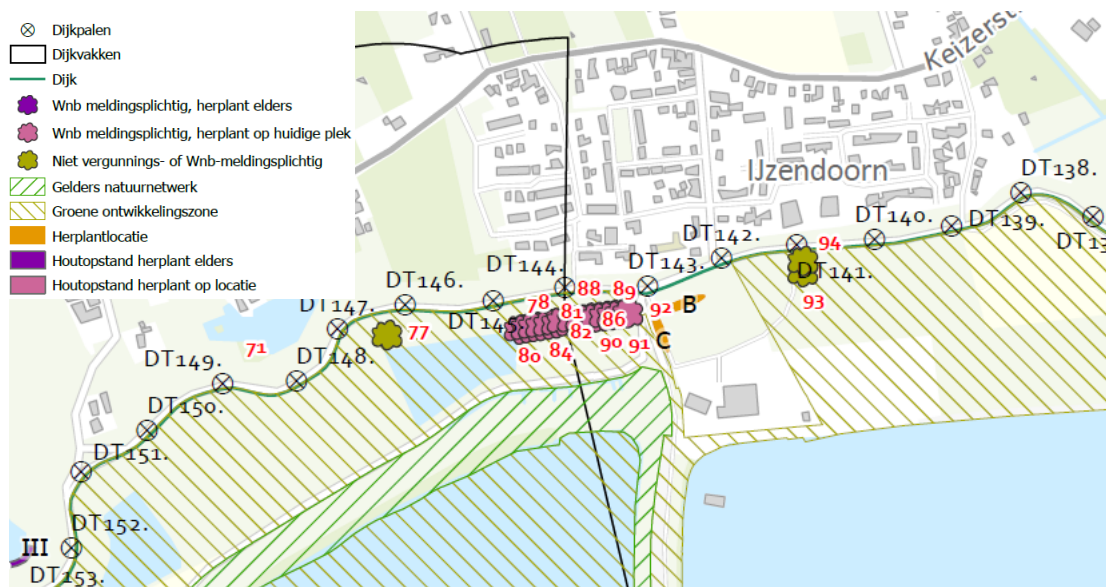 Dijkpalen
Dijkvakken
Dijk
Wnb meldingsplichtig, herplant elders
Wnb meldingsplichtig, herplant op huidige plek
Niet vergunnings- of Wnb-meldingsplichtig
Gelders natuurnetwerk
Groene ontwikkelingszone
Herplantlocatie
Houtopstand herplant elders
Houtopstand herplant op locatie
Keizerst
IJzendoorn
DT138.
DT139.
DT13
DT140.
DT141.
94
93
DT142.
DT143.
DT144.
88
89
78
81
82
86
92
B
C
80
84
90
91
DT145
DT146.
DT147.
77
71
DT148.
DT149.
DT150.
DT151.
DT152.
III
DT153.